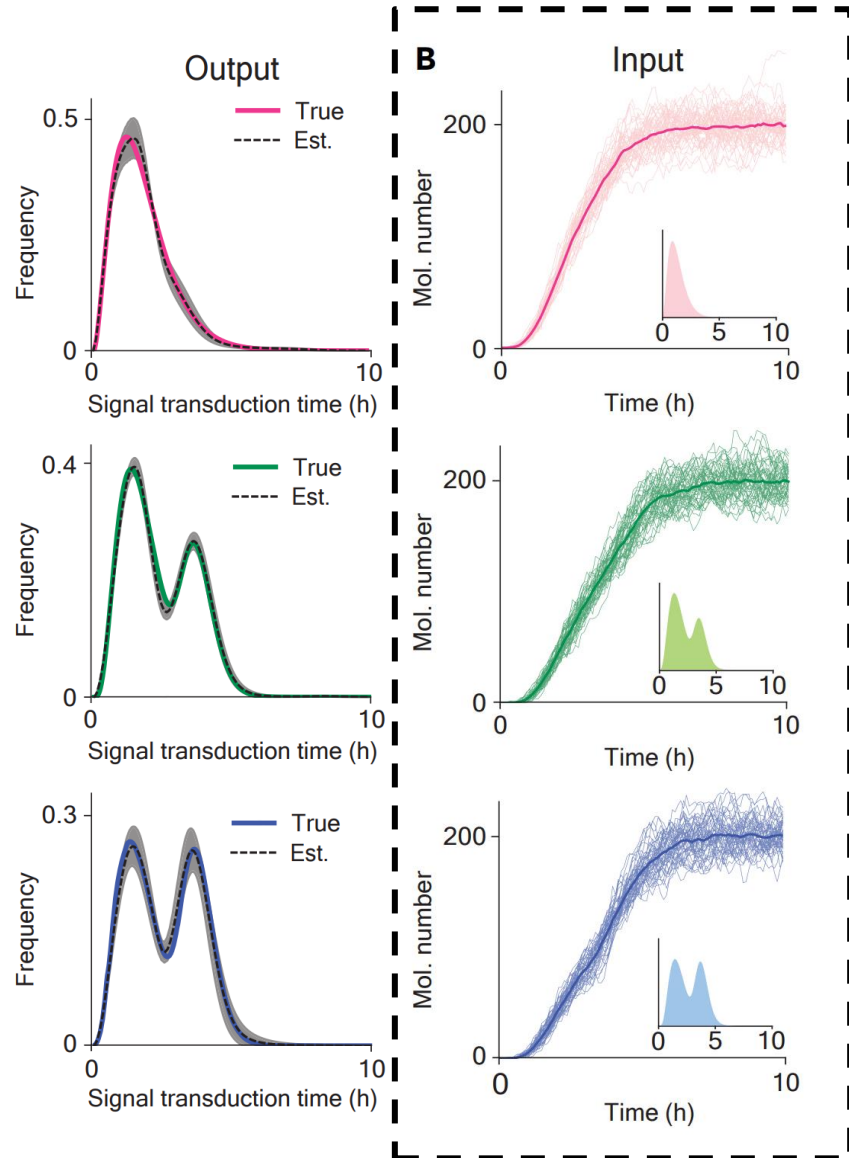 Output
0.5
True
Est.
Frequency
0
0
10
Signal transduction time (h)
0.4
True
Est.
Frequency
0
0
10
Signal transduction time (h)
0.3
True
Est.
Frequency
0
0
10
Signal transduction time (h)
B
Input
200
Mol. number
0 5 10
0
0
10
Time (h)
200
Mol. number
0 5 10
0
0
10
Time (h)
200
Mol. number
0 5 10
0
0
10
Time (h)